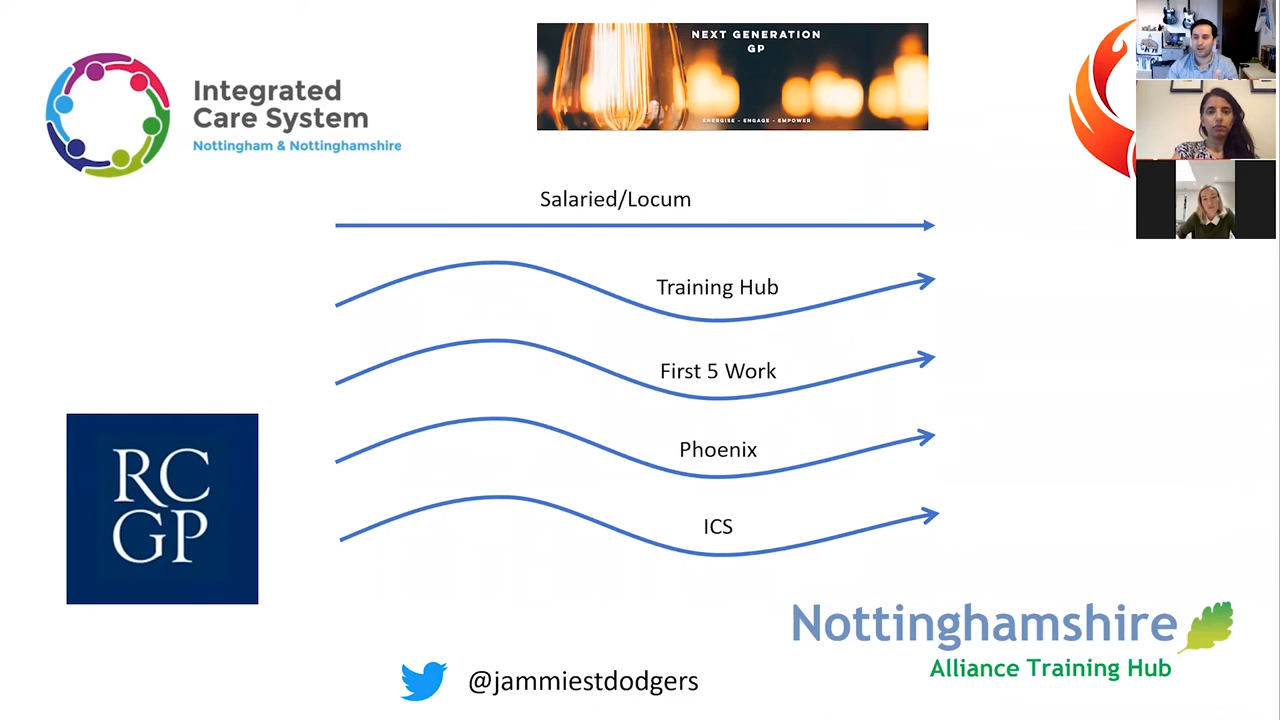 Integrated
Care System
Nottingham & Nottinghamshire
NEXT GENERATION
GP
ENERGISE - ENGAGE - EMPOWER
Salaried/Locum
Training Hub
First 5 Work
Phoenix
ICS
RC
GP
Nottinghamshire
Alliance Training Hub
@jammiestdodgers